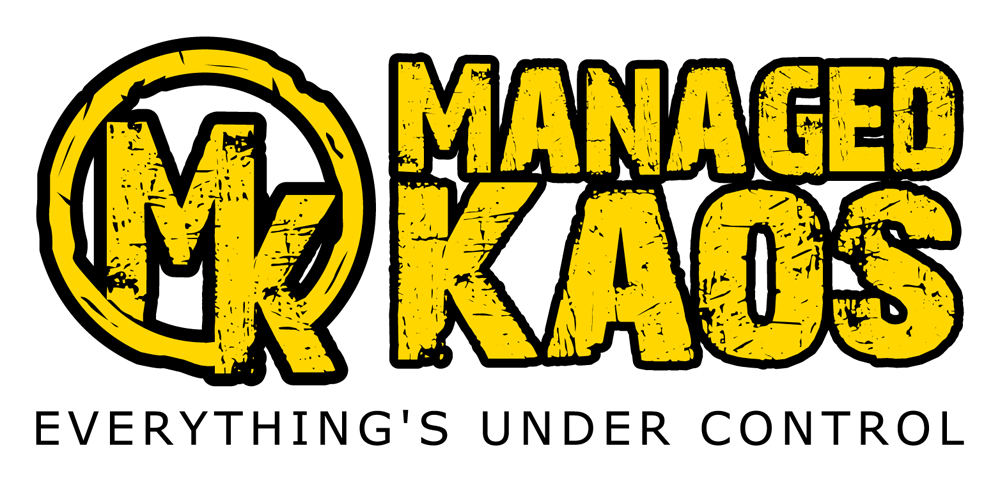 MK
MANAGED
KAOS
EVERYTHING'S UNDER CONTROL